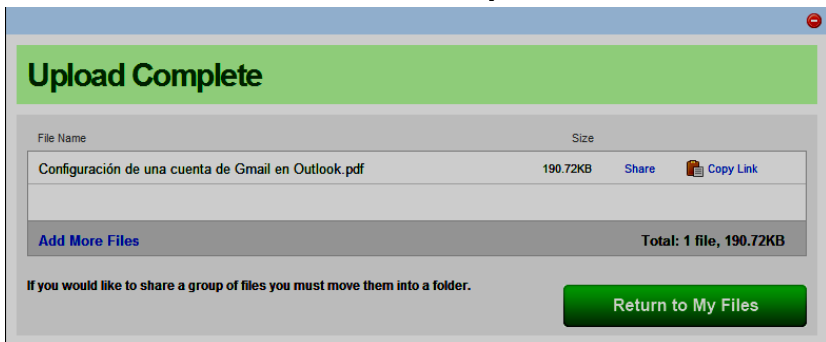 Upload Complete
File Name Size
Configuración de una cuenta de Gmail en Outlook.pdf 190.72KB Share Copy Link
Add More Files Total: 1 file, 190.72KB
If you would like to share a group of files you must move them into a folder.
Return to My Files